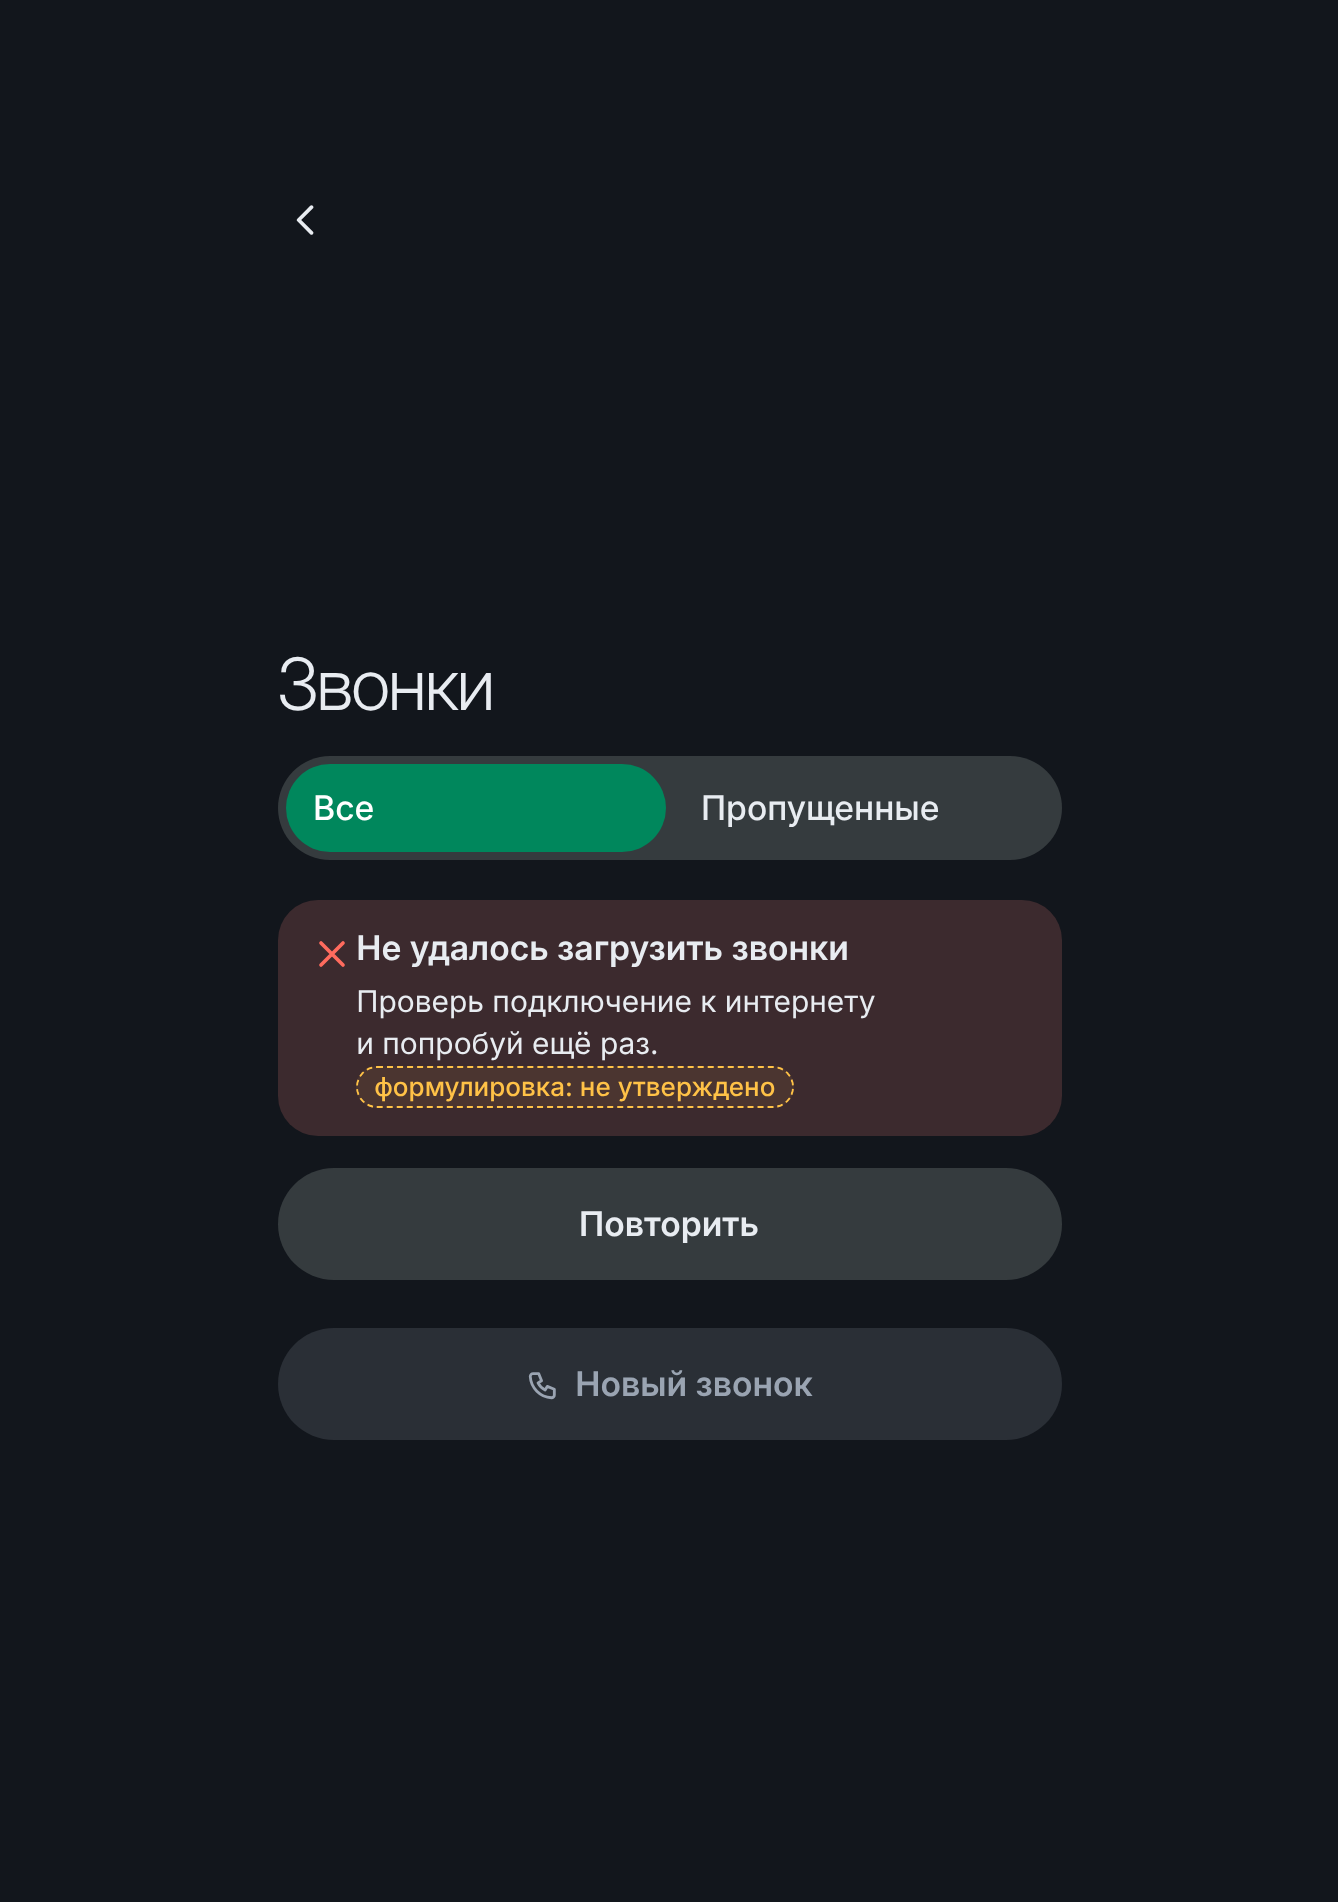 Звонки
Все
Пропущенные
Не удалось загрузить звонки
Проверь подключение к интернету
и попробуй ещё раз.
формулировка: не утверждено
Повторить
Новый звонок